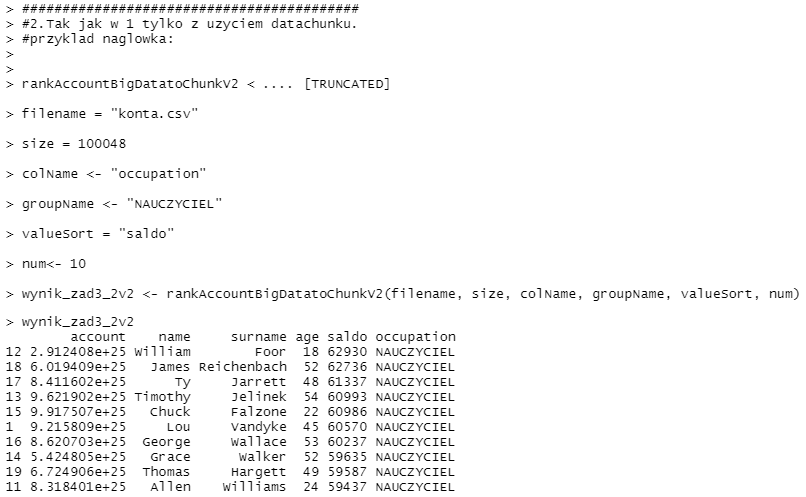 > ##########################################
> #2.Tak jak w 1 tylko z uzyciem datachunku.
> #przyklad naglowka:
>
>
> rankAccountBigDatatoChunkV2 < .... [TRUNCATED]
> filename = "konta.csv"
> size = 100048
> colName <- "occupation"
> groupName <- "NAUCZYCIEL"
> valueSort = "saldo"
> num<- 10
> wynik_zad3_2v2 <- rankAccountBigDatatoChunkV2(filename, size, colName, groupName, valueSort, num)
> wynik_zad3_2v2
account name surname age saldo occupation
12 2.912408e+25 William Foor 18 62930 NAUCZYCIEL
18 6.019409e+25 James Reichenbach 52 62736 NAUCZYCIEL
17 8.411602e+25 Ty Jarrett 48 61337 NAUCZYCIEL
13 9.621902e+25 Timothy Jelinek 54 60993 NAUCZYCIEL
15 9.917507e+25 Chuck Falzone 22 60986 NAUCZYCIEL
1 9.215809e+25 Lou Vandyke 45 60570 NAUCZYCIEL
16 8.620703e+25 George Wallace 53 60237 NAUCZYCIEL
14 5.424805e+25 Grace Walker 52 59635 NAUCZYCIEL
19 6.724906e+25 Thomas Hargett 49 59587 NAUCZYCIEL
11 8.318401e+25 Allen Williams 24 59437 NAUCZYCIEL